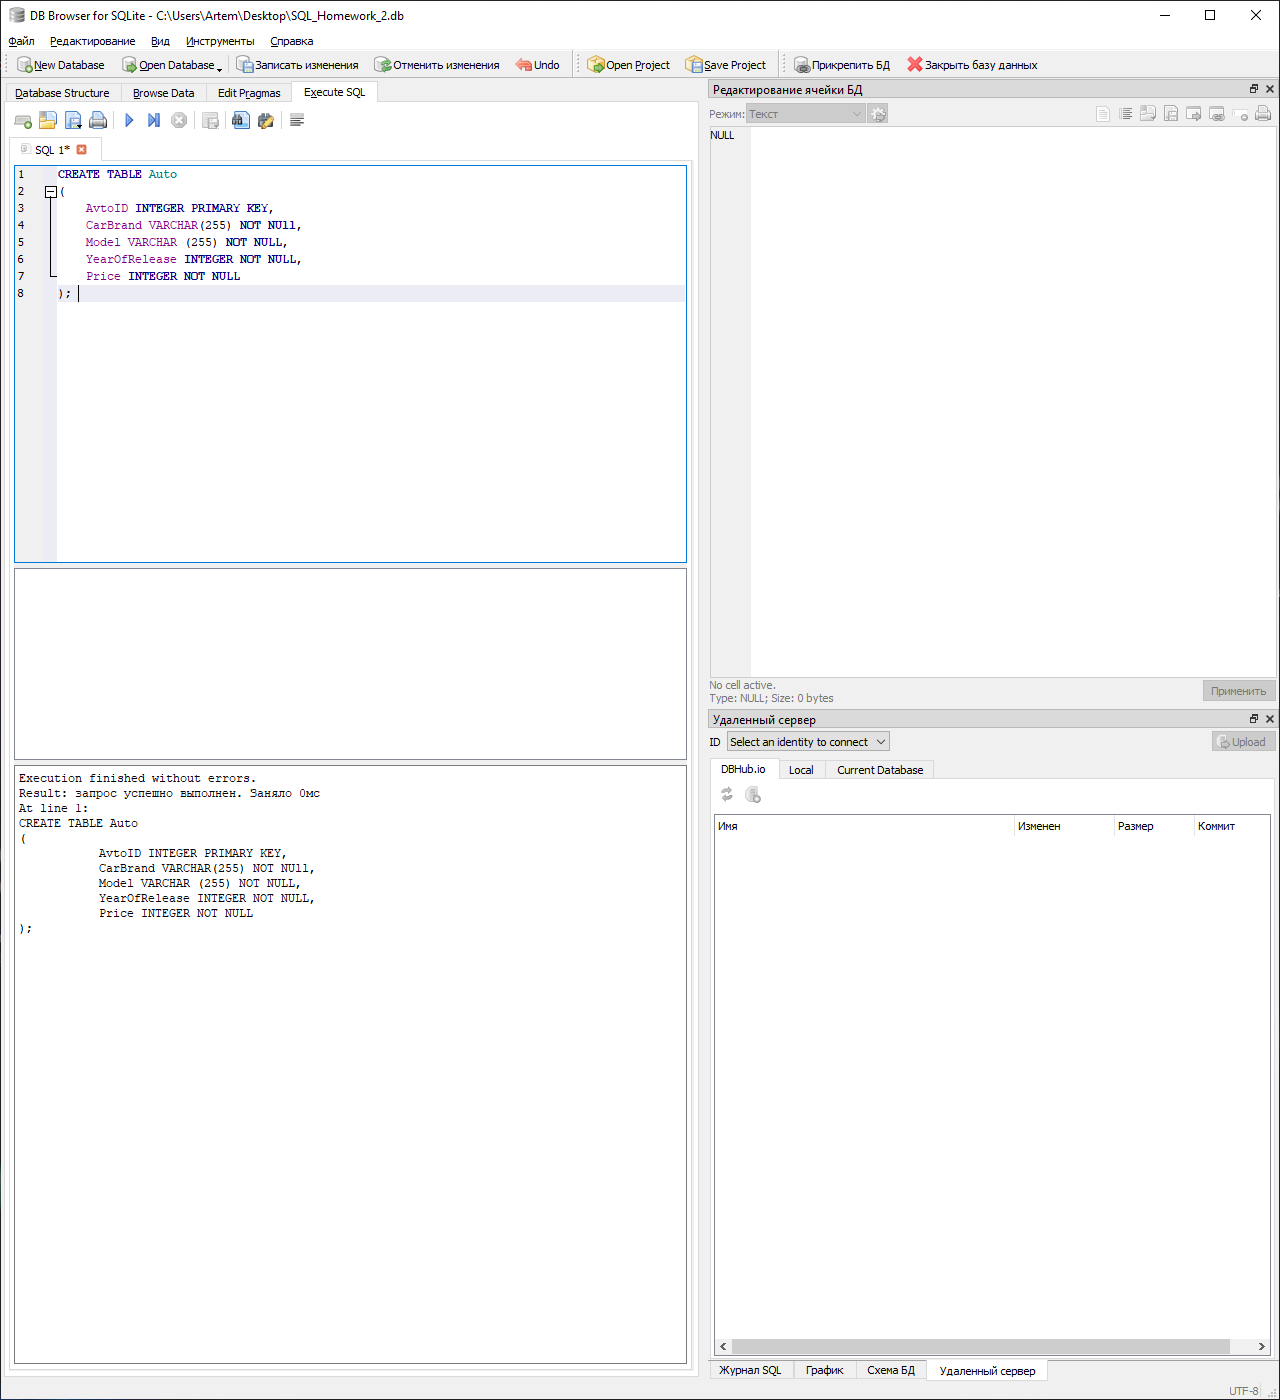 DB Browser for SQLite - C:\Users\Artem\Desktop\SQL_Homework_2.db
Файл Редактирование Вид Инструменты Справка
New Database Open Database Записать изменения Отменить изменения Undo Open Project Save Project Прикрепить БД Закрыть базу данных
Database Structure Browse Data Edit Pragmas Execute SQL
SQL 1*
1 CREATE TABLE Auto
2 (
3 AvtoID INTEGER PRIMARY KEY,
4 CarBrand VARCHAR(255) NOT NUll,
5 Model VARCHAR (255) NOT NULL,
6 YearOfRelease INTEGER NOT NULL,
7 Price INTEGER NOT NULL
8 );
Execution finished without errors.
Result: запрос успешно выполнен. Заняло 0мс
At line 1:
CREATE TABLE Auto
(
AvtoID INTEGER PRIMARY KEY,
CarBrand VARCHAR(255) NOT NUll,
Model VARCHAR (255) NOT NULL,
YearOfRelease INTEGER NOT NULL,
Price INTEGER NOT NULL
);
Редактирование ячейки БД
Режим: Текст
NULL
No cell active.
Type: NULL; Size: 0 bytes
Применить
Удаленный сервер
ID Select an identity to connect Upload
DBHub.io Local Current Database
Имя Изменен Размер Коммит
Журнал SQL График Схема БД Удаленный сервер
UTF-8